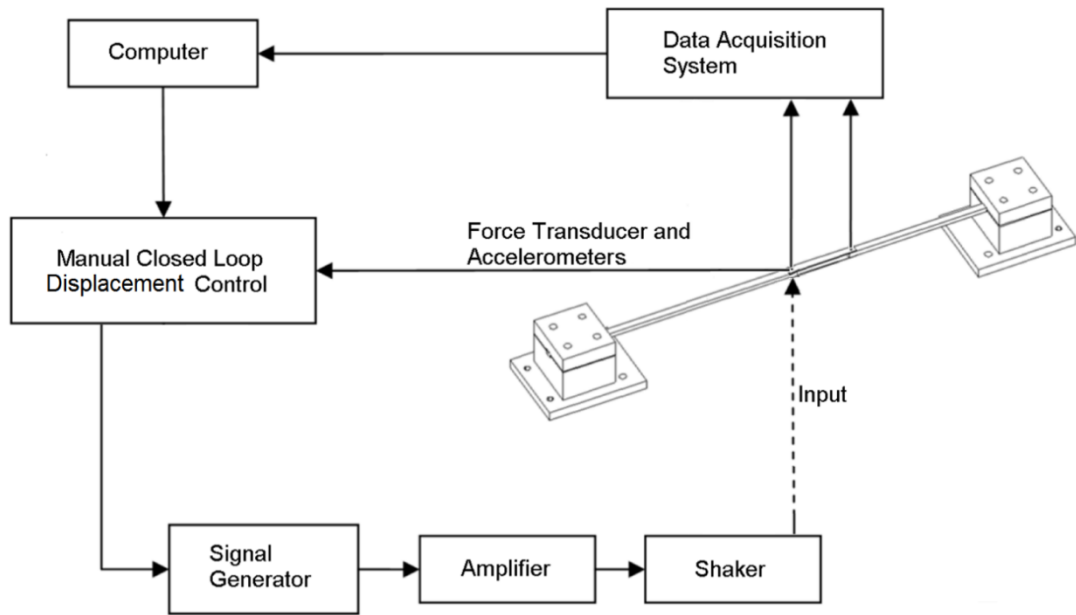 Computer
Data Acquisition
System
Force Transducer and
Accelerometers
Manual Closed Loop
Displacement Control
Input
Signal
Generator
Amplifier
Shaker